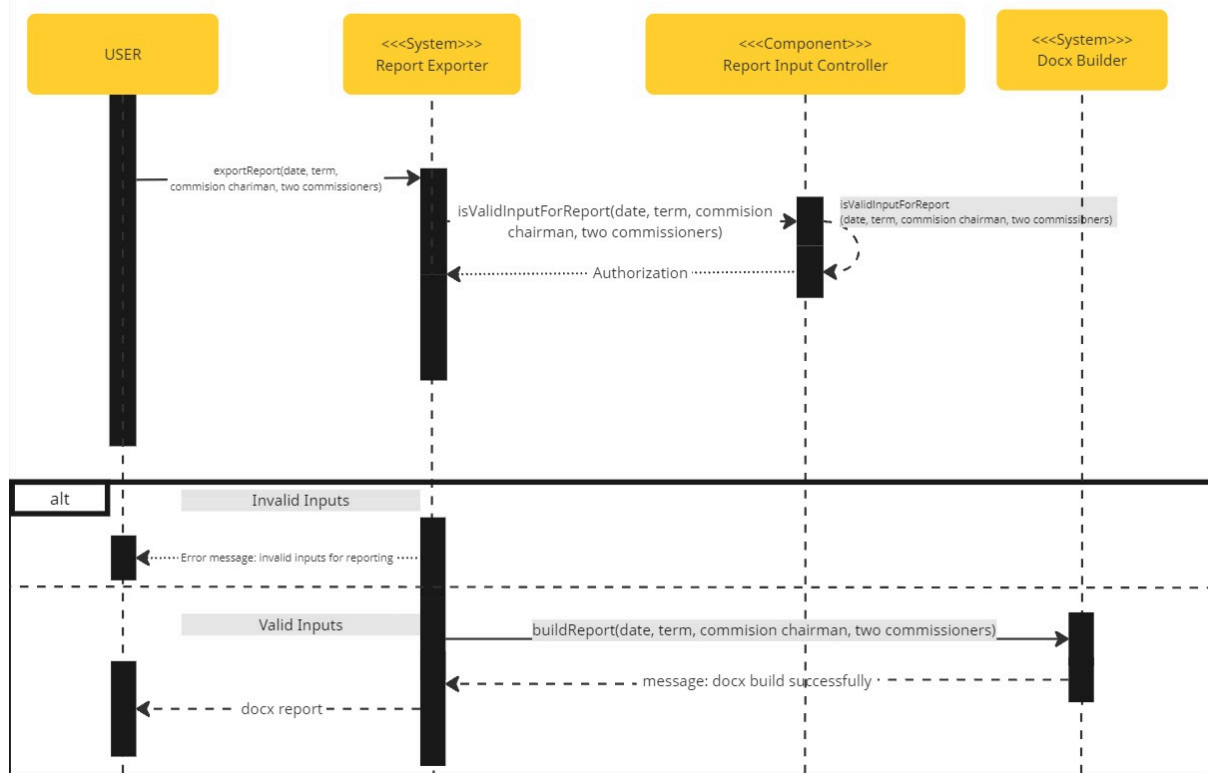 USER
<<<System>>>
Report Exporter
<<<Component>>>
Report Input Controller
<<<System>>>
Docx Builder
exportReport(date, term,
commision chariman, two commissioners)
isValidInputForReport(date, term, commision
chairman, two commissioners)
isValidInputForReport
(date, term, commision chairman, two commissioners)
Authorization
alt
Invalid Inputs
Error message: invalid inputs for reporting
Valid Inputs
buildReport(date, term, commision chairman, two commissioners)
message: docx build successfully
docx report